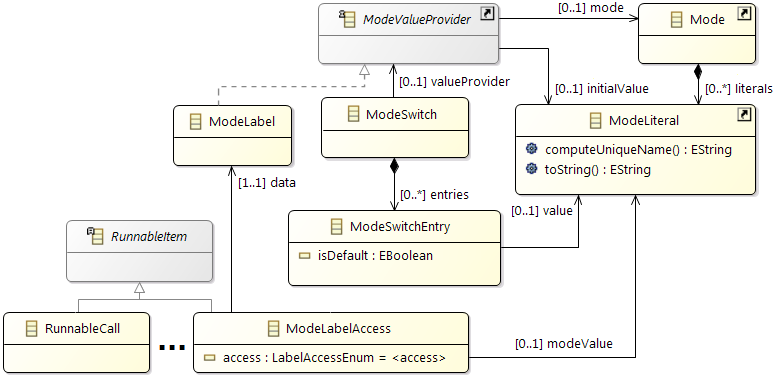 ModeValueProvider
[0..1] mode
Mode
[0..1] valueProvider
[0..1] initialValue
[0..*] literals
ModeLabel
ModeSwitch
ModeLiteral
computeUniqueName() : EString
toString() : EString
[1..1] data
[0..*] entries
[0..1] value
RunnableItem
ModeSwitchEntry
isDefault : EBoolean
RunnableCall
...
ModeLabelAccess
access : LabelAccessEnum = <access>
[0..1] modeValue